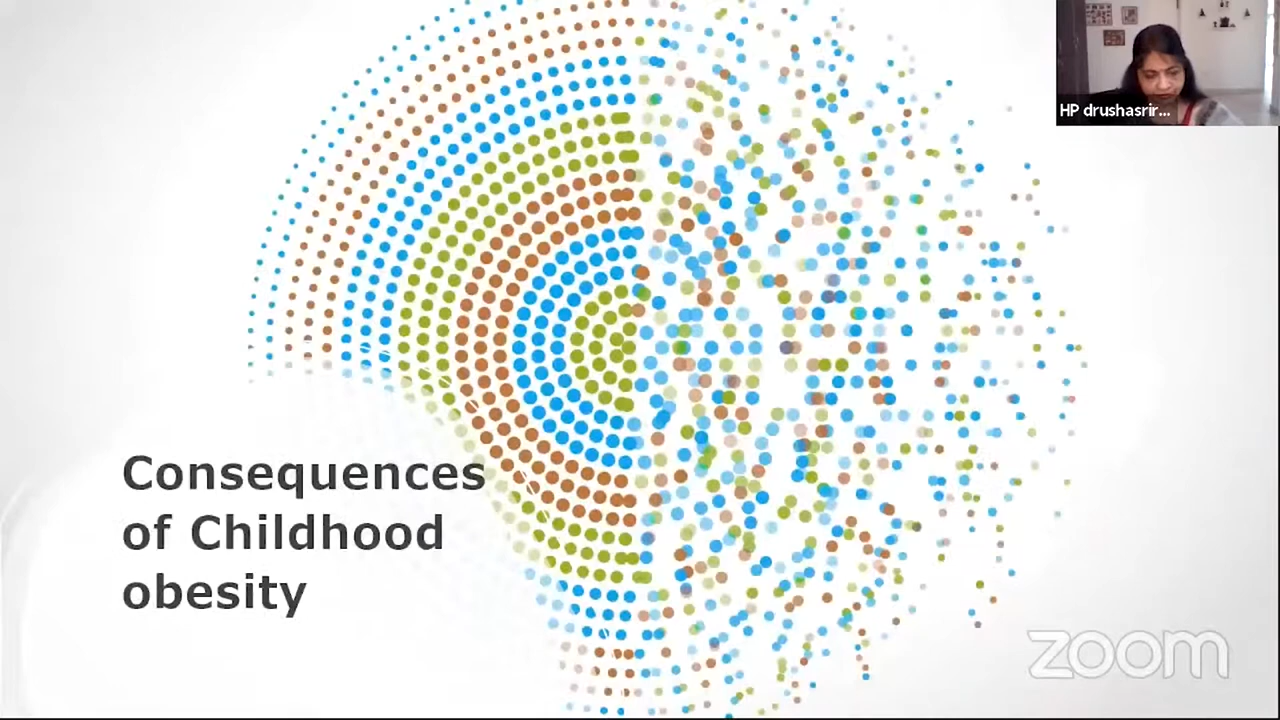 HP drushasrir...
Consequences
of Childhood
obesity
zoom